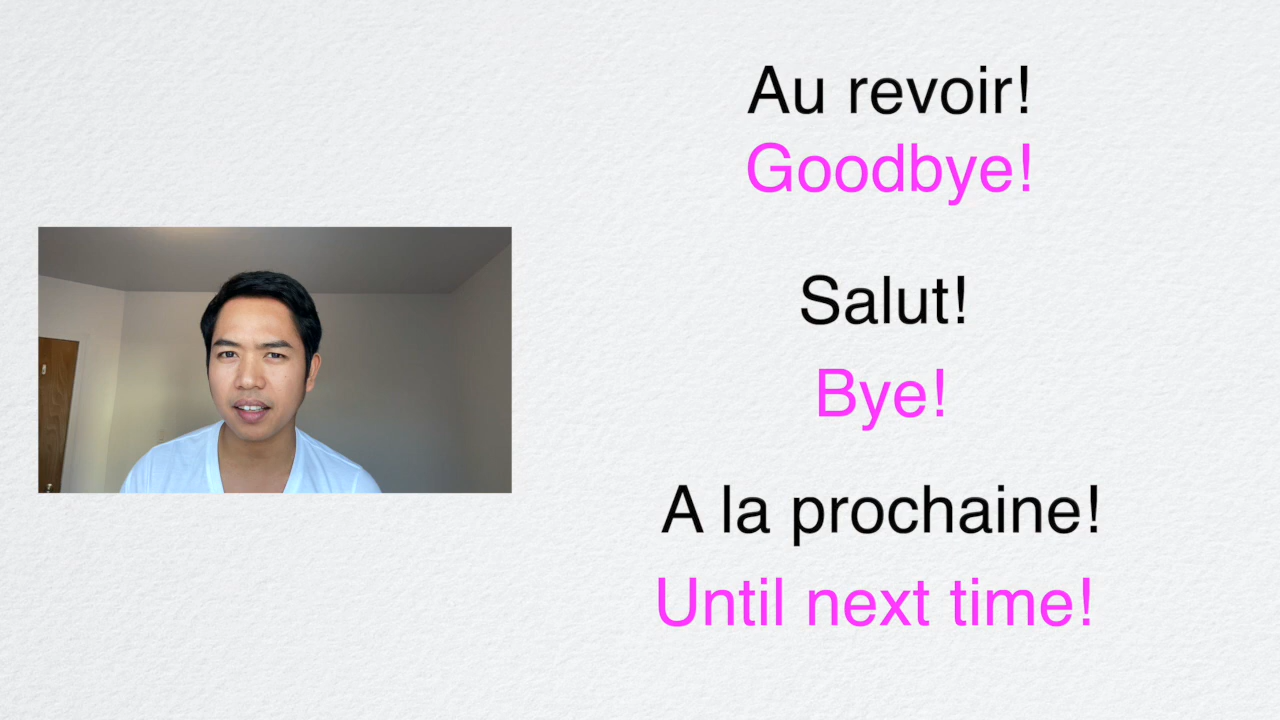 Au revoir!
Goodbye!
Salut!
Bye!
A la prochaine!
Until next time!